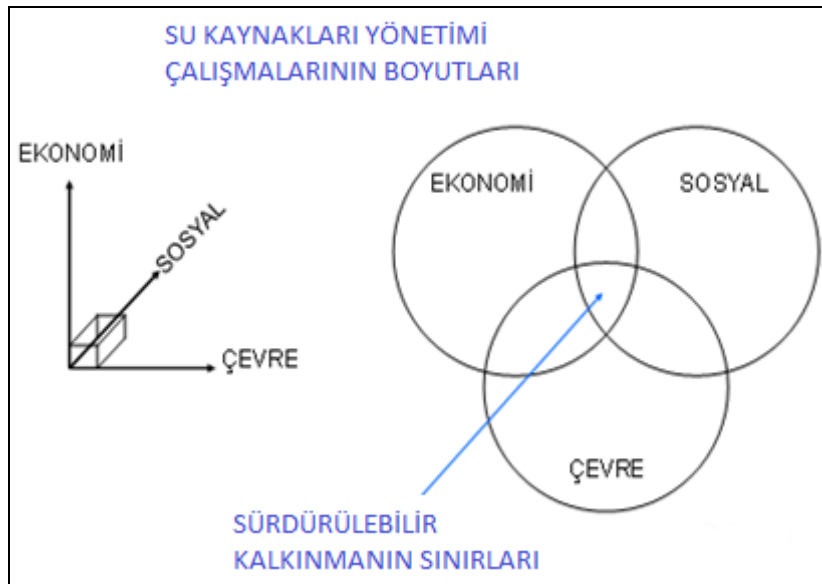 SU KAYNAKLARI YÖNETİMİ
ÇALIŞMALARININ BOYUTLARI
EKONOMİ
SOSYAL
ÇEVRE
EKONOMİ
SOSYAL
ÇEVRE
SÜRDÜRÜLEBİLİR
KALKINMANIN SINIRLARI